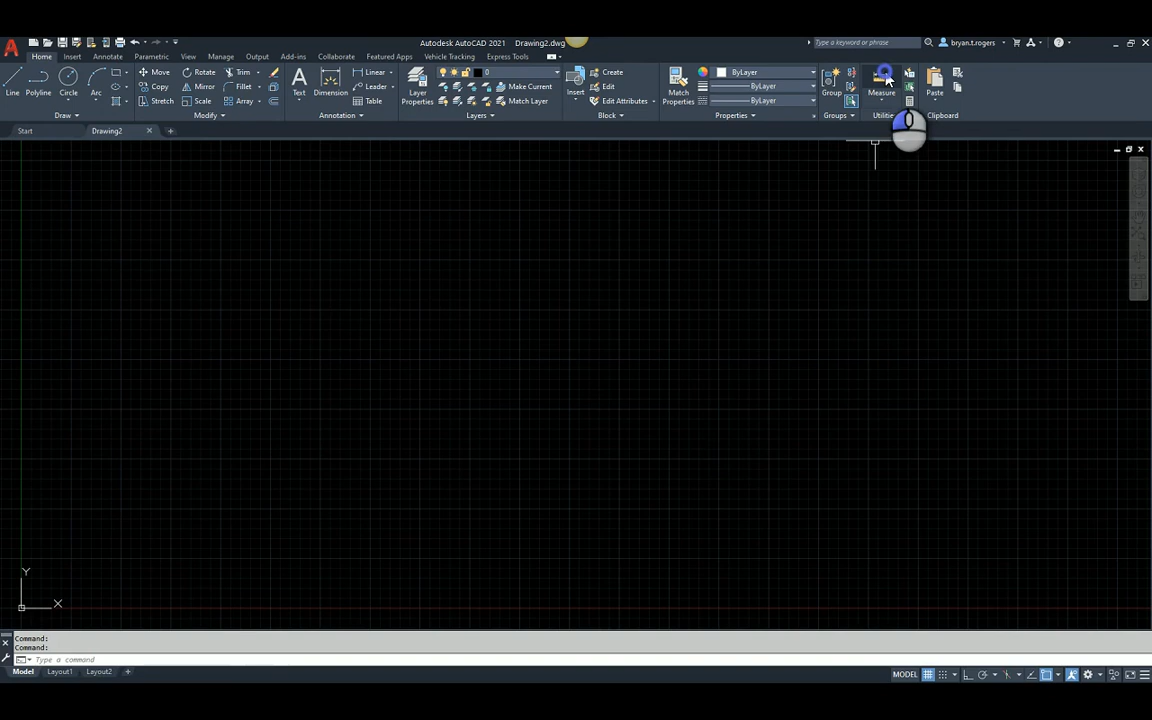 Autodesk AutoCAD 2021 Drawing2.dwg
Type a keyword or phrase
bryan.t.rogers
Home Insert Annotate Parametric View Manage Output Add-ins Collaborate Featured Apps Vehicle Tracking Express Tools
Line
Polyline
Circle
Arc
Move Rotate Trim
Copy Mirror Fillet
Stretch Scale Array
Text
Dimension
Linear
Leader
Table
Layer
Properties
0
Make Current
Match Layer
Insert
Create
Edit
Edit Attributes
Match
Properties
ByLayer
ByLayer
ByLayer
Group
Measure
Paste
Draw Modify Annotation Layers Block Properties Groups Utilitie Clipboard
Start Drawing2
Y
X
Command:
Command:
Type a command
Model Layout1 Layout2
MODEL